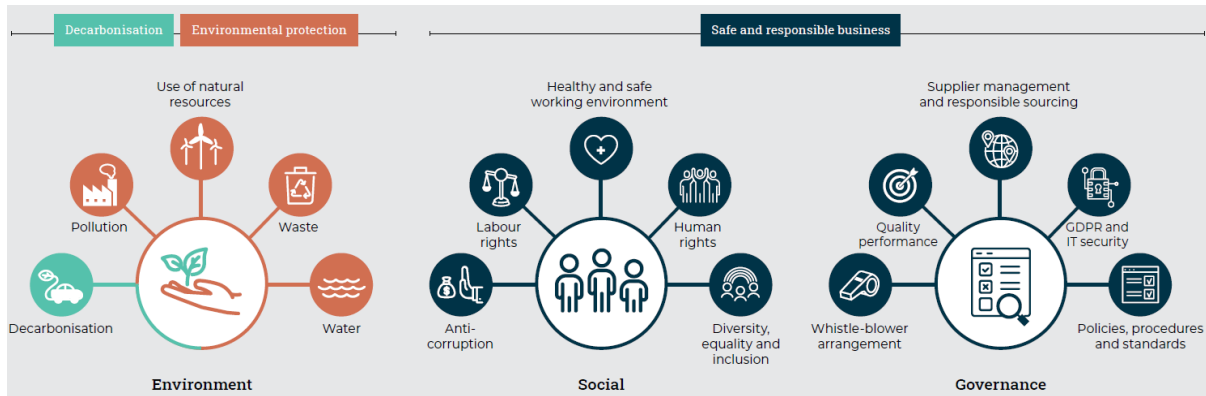 Decarbonisation
Environmental protection
Safe and responsible business
Use of natural
resources
Pollution
Waste
Decarbonisation
Water
Environment
Healthy and safe
working environment
Labour
rights
Human
rights
Anti-
corruption
Diversity,
equality and
inclusion
Social
Supplier management
and responsible sourcing
Quality
performance
GDPR and
IT security
Whistle-blower
arrangement
Policies, procedures
and standards
Governance